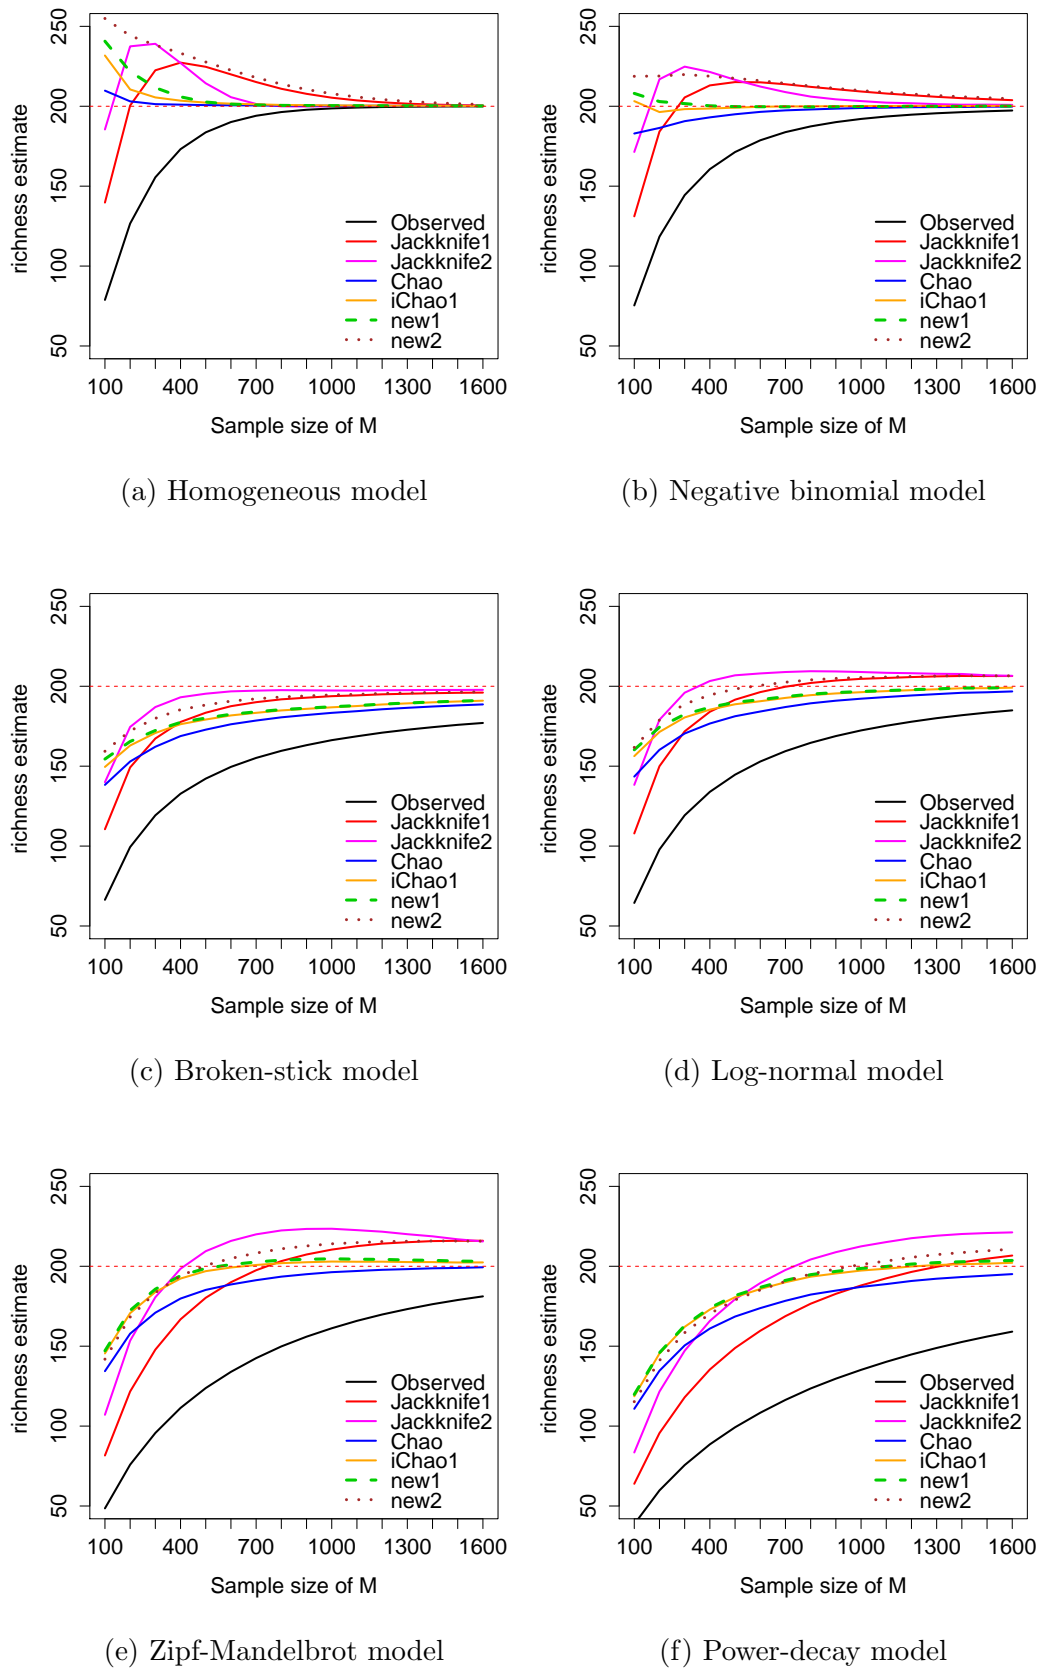 richness estimate
50 100 150 200 250
100 400 700 1000 1300 1600
Sample size of M
Observed
Jackknife1
Jackknife2
Chao
iChao1
new1
new2
(a) Homogeneous model
richness estimate
50 100 150 200 250
100 400 700 1000 1300 1600
Sample size of M
Observed
Jackknife1
Jackknife2
Chao
iChao1
new1
new2
(b) Negative binomial model
richness estimate
50 100 150 200 250
100 400 700 1000 1300 1600
Sample size of M
Observed
Jackknife1
Jackknife2
Chao
iChao1
new1
new2
(c) Broken-stick model
richness estimate
50 100 150 200 250
100 400 700 1000 1300 1600
Sample size of M
Observed
Jackknife1
Jackknife2
Chao
iChao1
new1
new2
(d) Log-normal model
richness estimate
50 100 150 200 250
100 400 700 1000 1300 1600
Sample size of M
Observed
Jackknife1
Jackknife2
Chao
iChao1
new1
new2
(e) Zipf-Mandelbrot model
richness estimate
50 100 150 200 250
100 400 700 1000 1300 1600
Sample size of M
Observed
Jackknife1
Jackknife2
Chao
iChao1
new1
new2
(f) Power-decay model